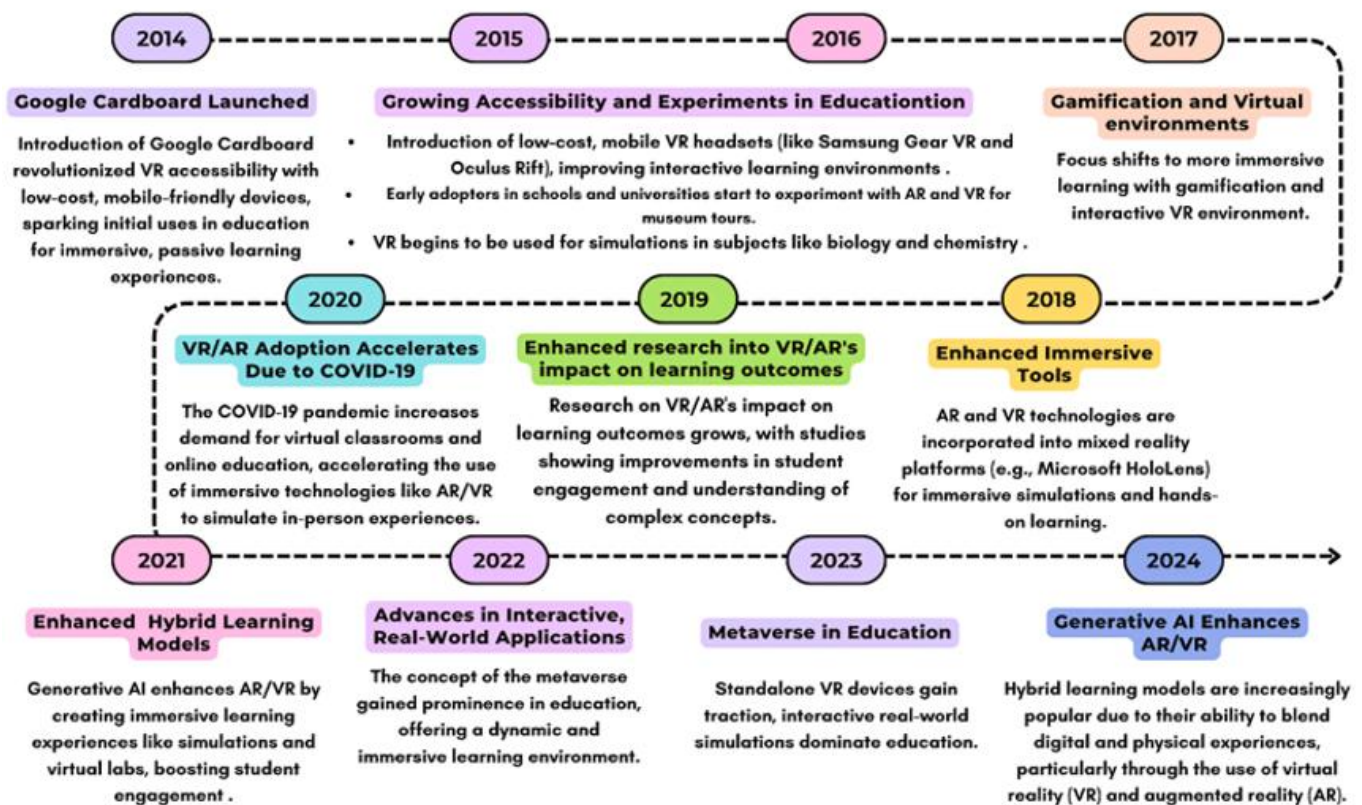 2014
2015
2016
2017
Google Cardboard Launched
Introduction of Google Cardboard
revolutionized VR accessibility with
low-cost, mobile-friendly devices,
sparking initial uses in education
for immersive, passive learning
experiences.
Growing Accessibility and Experiments in Educationtion
• Introduction of low-cost, mobile VR headsets (like Samsung Gear VR and
Oculus Rift), improving interactive learning environments .
• Early adopters in schools and universities start to experiment with AR and VR for
museum tours.
• VR begins to be used for simulations in subjects like biology and chemistry .
Gamification and Virtual
environments
Focus shifts to more immersive
learning with gamification and
interactive VR environment.
2020
2019
2018
VR/AR Adoption Accelerates
Due to COVID-19
The COVID-19 pandemic increases
demand for virtual classrooms and
online education, accelerating the use
of immersive technologies like AR/VR
to simulate in-person experiences.
Enhanced research into VR/AR's
impact on learning outcomes
Research on VR/AR's impact on
learning outcomes grows, with studies
showing improvements in student
engagement and understanding of
complex concepts.
Enhanced Immersive
Tools
AR and VR technologies are
incorporated into mixed reality
platforms (e.g., Microsoft HoloLens)
for immersive simulations and hands-
on learning.
2021
2022
2023
2024
Enhanced Hybrid Learning
Models
Generative AI enhances AR/VR by
creating immersive learning
experiences like simulations and
virtual labs, boosting student
engagement .
Advances in Interactive,
Real-World Applications
The concept of the metaverse
gained prominence in education,
offering a dynamic and
immersive learning environment.
Metaverse in Education
Standalone VR devices gain
traction, interactive real-world
simulations dominate education.
Generative AI Enhances
AR/VR
Hybrid learning models are increasingly
popular due to their ability to blend
digital and physical experiences,
particularly through the use of virtual
reality (VR) and augmented reality (AR).